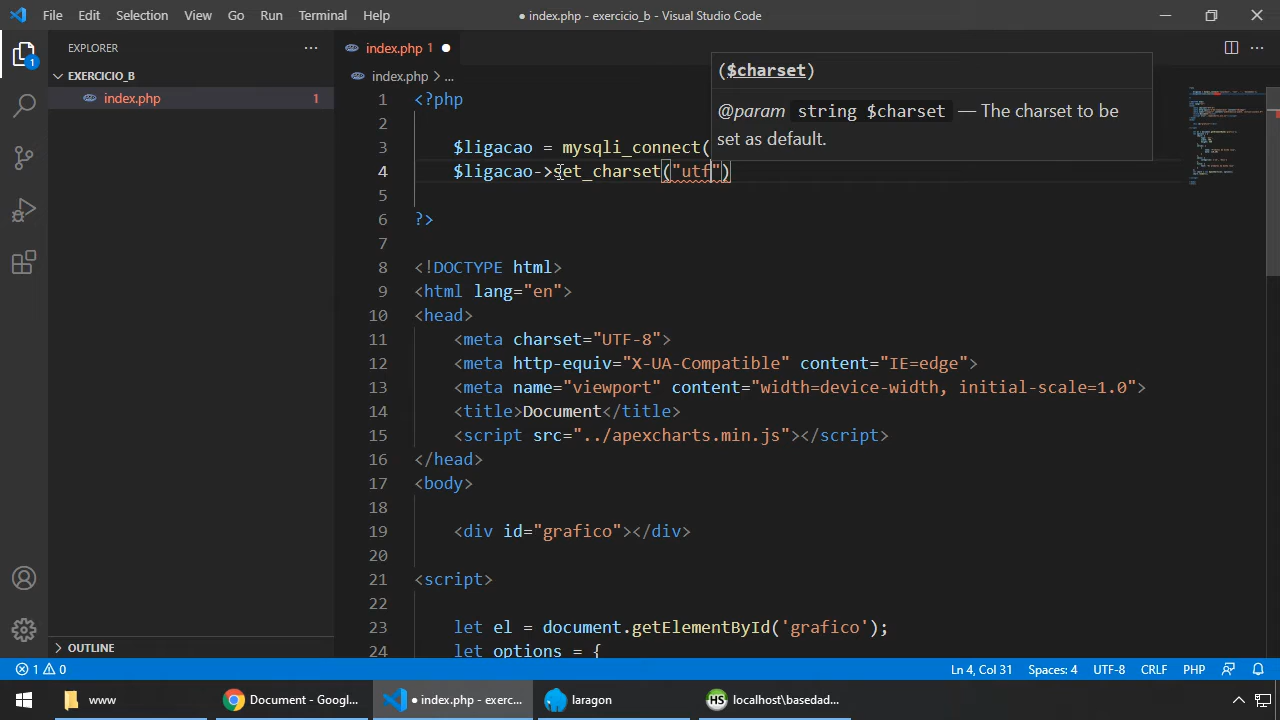 File Edit Selection View Go Run Terminal Help
● index.php - exercicio_b - Visual Studio Code
EXPLORER
index.php 1
EXERCICIO_B
index.php 1
index.php > ...
($charset)
@param string $charset — The charset to be
set as default.
1 <?php
2
3 $ligacao = mysqli_connect(
4 $ligacao->set_charset("utf")
5
6 ?>
7
8 <!DOCTYPE html>
9 <html lang="en">
10 <head>
11 <meta charset="UTF-8">
12 <meta http-equiv="X-UA-Compatible" content="IE=edge">
13 <meta name="viewport" content="width=device-width, initial-scale=1.0">
14 <title>Document</title>
15 <script src="../apexcharts.min.js"></script>
16 </head>
17 <body>
18
19 <div id="grafico"></div>
20
21 <script>
22
23 let el = document.getElementById('grafico');
24 let options = {
OUTLINE
1 0
Ln 4, Col 31 Spaces: 4 UTF-8 CRLF PHP
www
Document - Googl...
● index.php - exerc...
laragon
HS localhost\basedad...